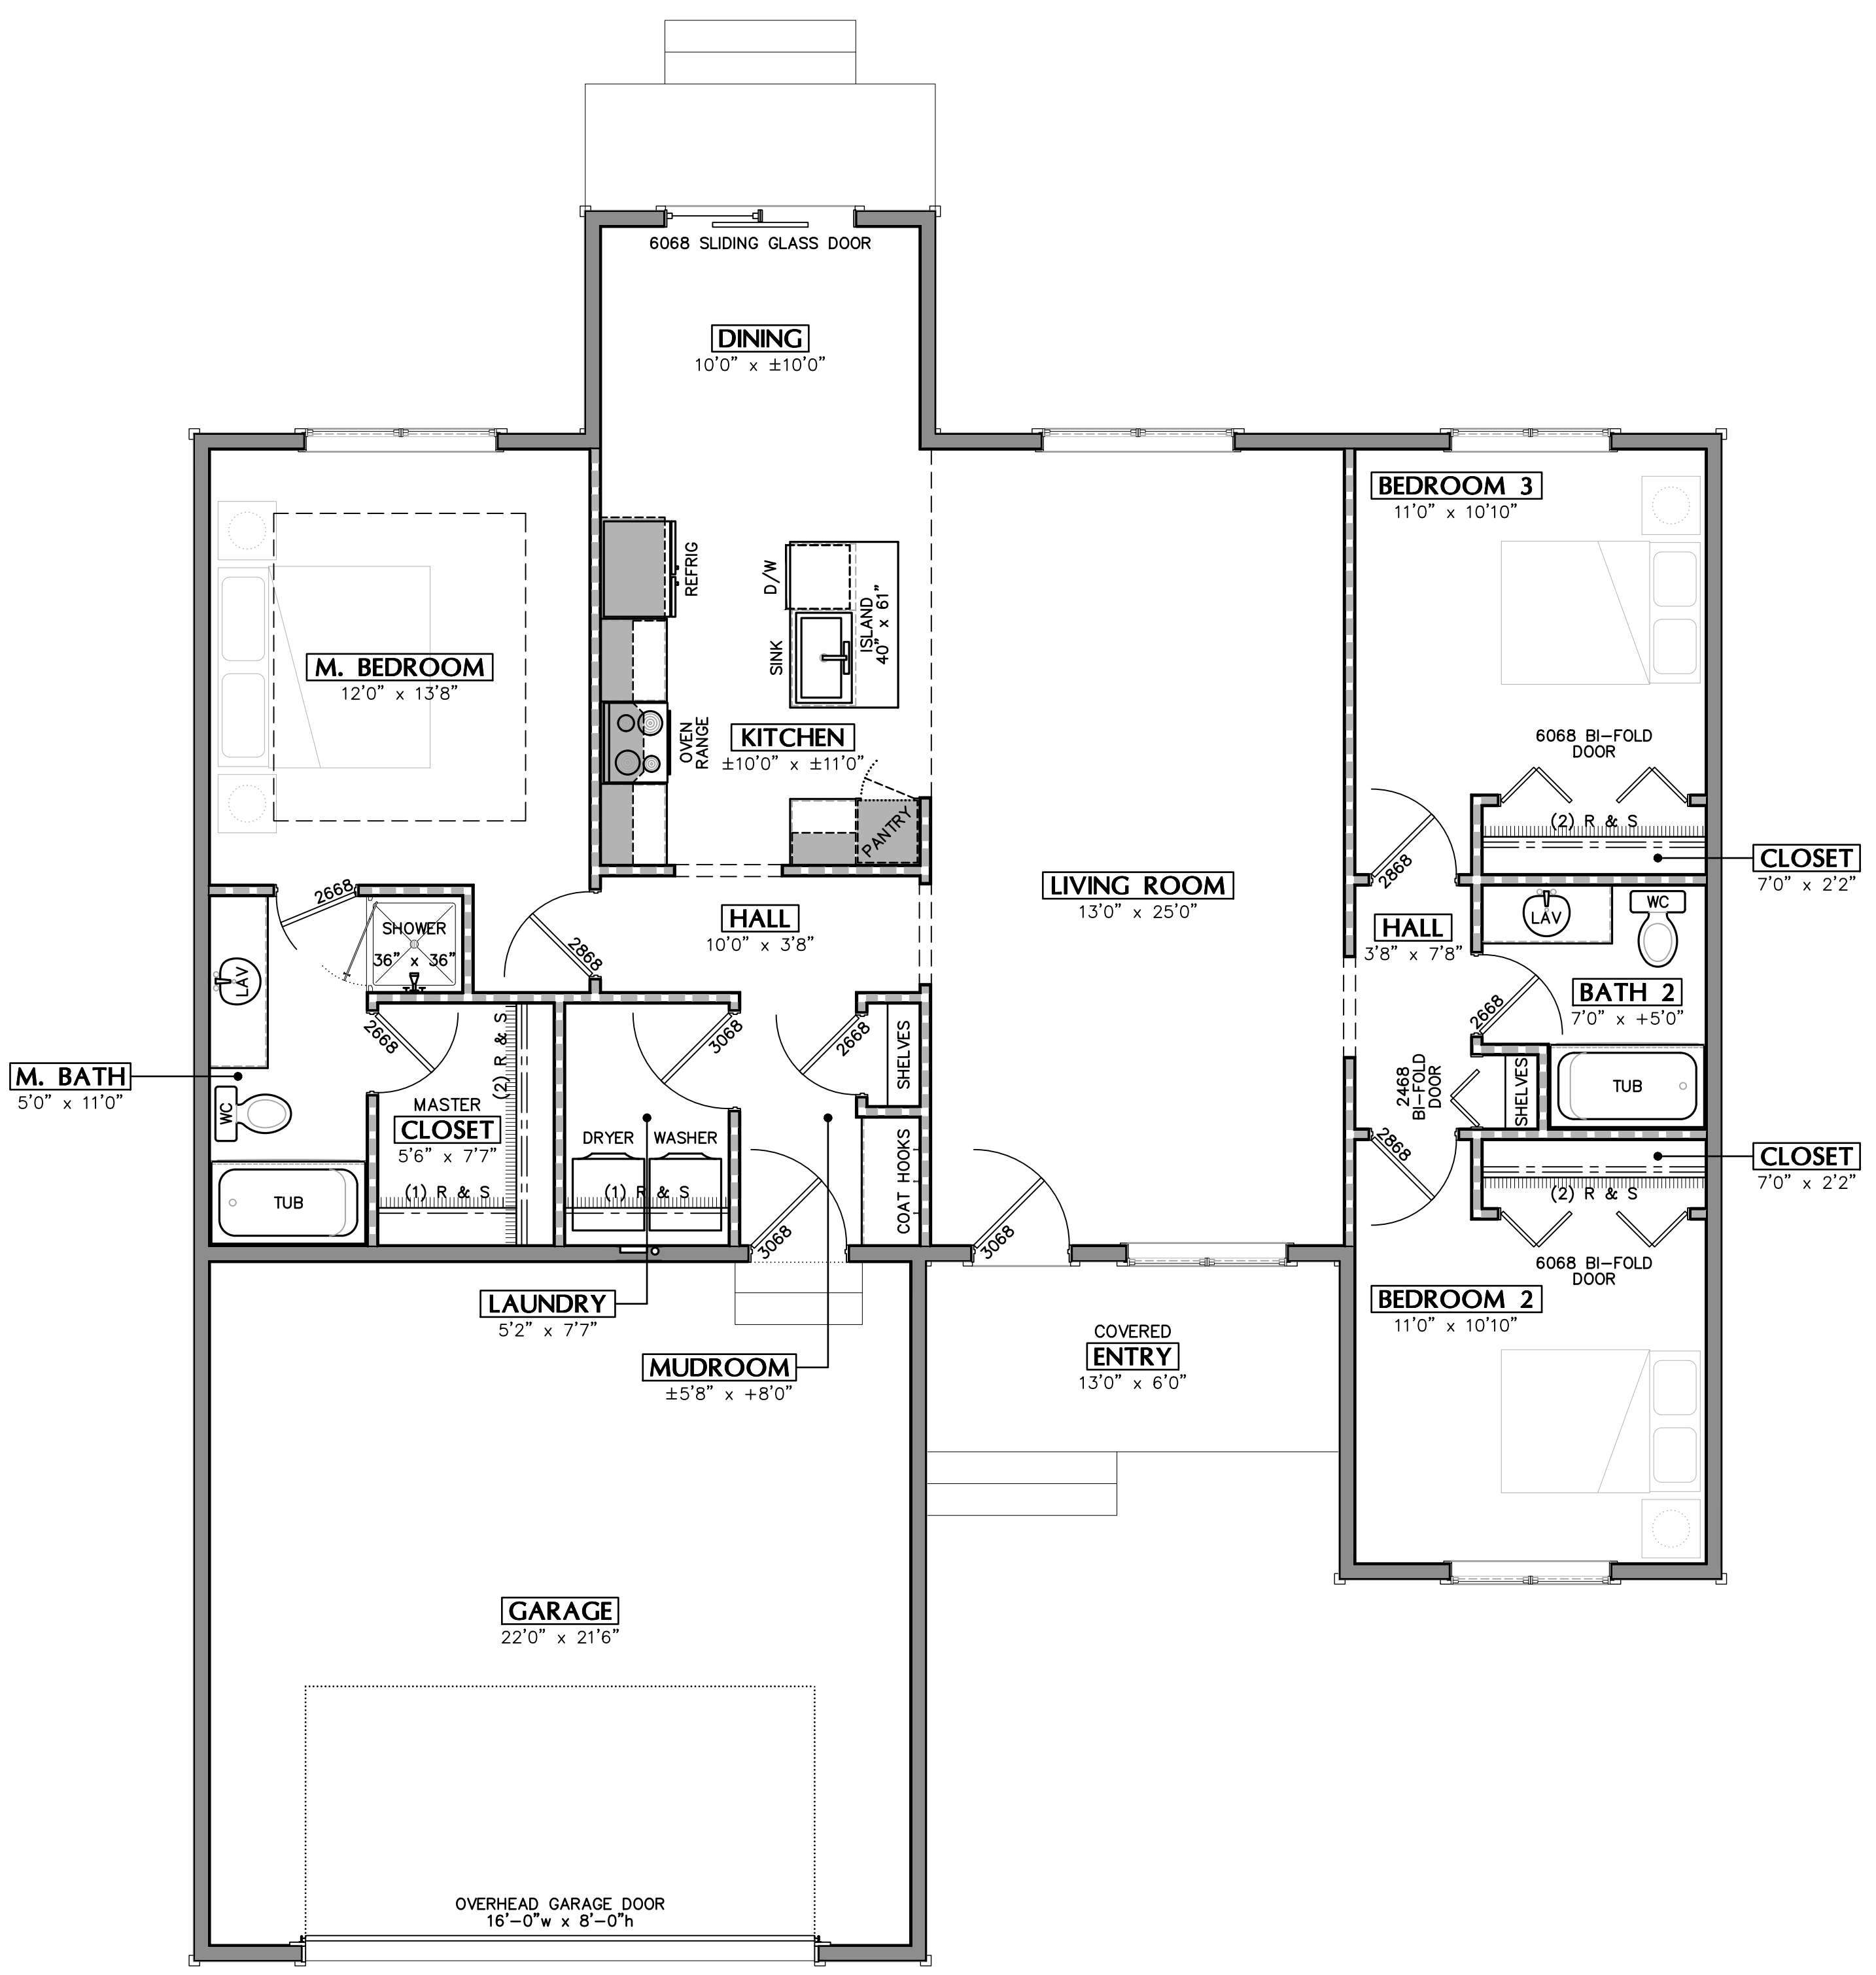 6068 SLIDING GLASS DOOR
DINING
10'0" x ±10'0"
BEDROOM 3
11'0" x 10'10"
REFRIG
D/W
SINK
ISLAND
40" x 61"
M. BEDROOM
12'0" x 13'8"
OVEN
RANGE
KITCHEN
±10'0" x ±11'0"
PANTRY
6068 BI-FOLD
DOOR
(2) R & S
CLOSET
7'0" x 2'2"
2868
LIVING ROOM
13'0" x 25'0"
2668
SHOWER
36" x 36"
LAV
HALL
10'0" x 3'8"
2868
HALL
3'8" x 7'8"
LAV
WC
BATH 2
7'0" x +5'0"
2668
2668
(2) R & S
3068
2668
SHELVES
M. BATH
5'0" x 11'0"
WC
MASTER
CLOSET
5'6" x 7'7"
(1) R & S
TUB
DRYER
WASHER
(1) R & S
COAT HOOKS
3068
3068
2468
BI-FOLD
DOOR
SHELVES
TUB
2868
CLOSET
7'0" x 2'2"
(2) R & S
6068 BI-FOLD
DOOR
BEDROOM 2
11'0" x 10'10"
LAUNDRY
5'2" x 7'7"
MUDROOM
±5'8" x +8'0"
COVERED
ENTRY
13'0" x 6'0"
GARAGE
22'0" x 21'6"
OVERHEAD GARAGE DOOR
16'-0"w x 8'-0"h